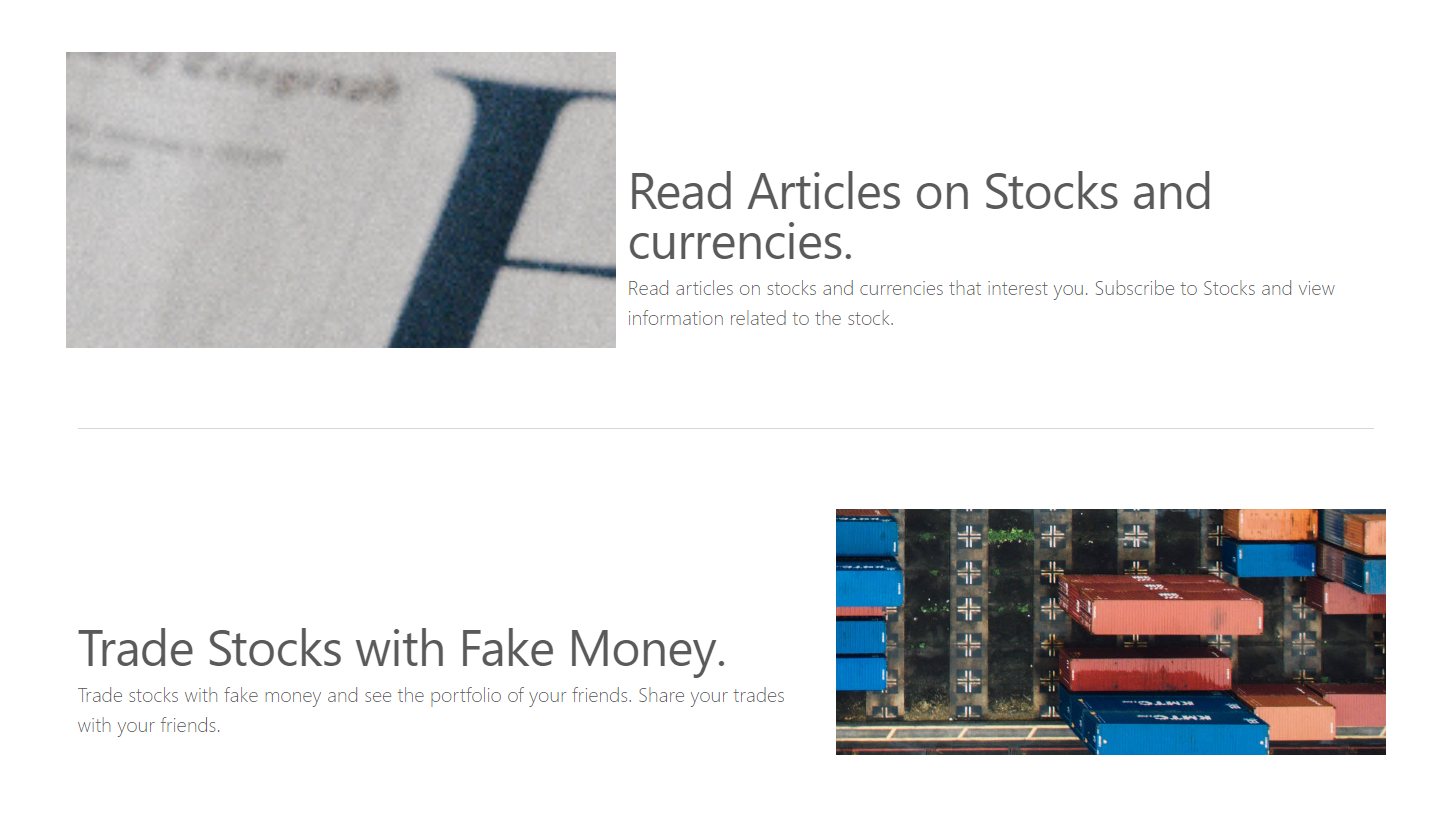 Read Articles on Stocks and
currencies.
Read articles on stocks and currencies that interest you. Subscribe to Stocks and view
information related to the stock.
Trade Stocks with Fake Money.
Trade stocks with fake money and see the portfolio of your friends. Share your trades
with your friends.
KMTC